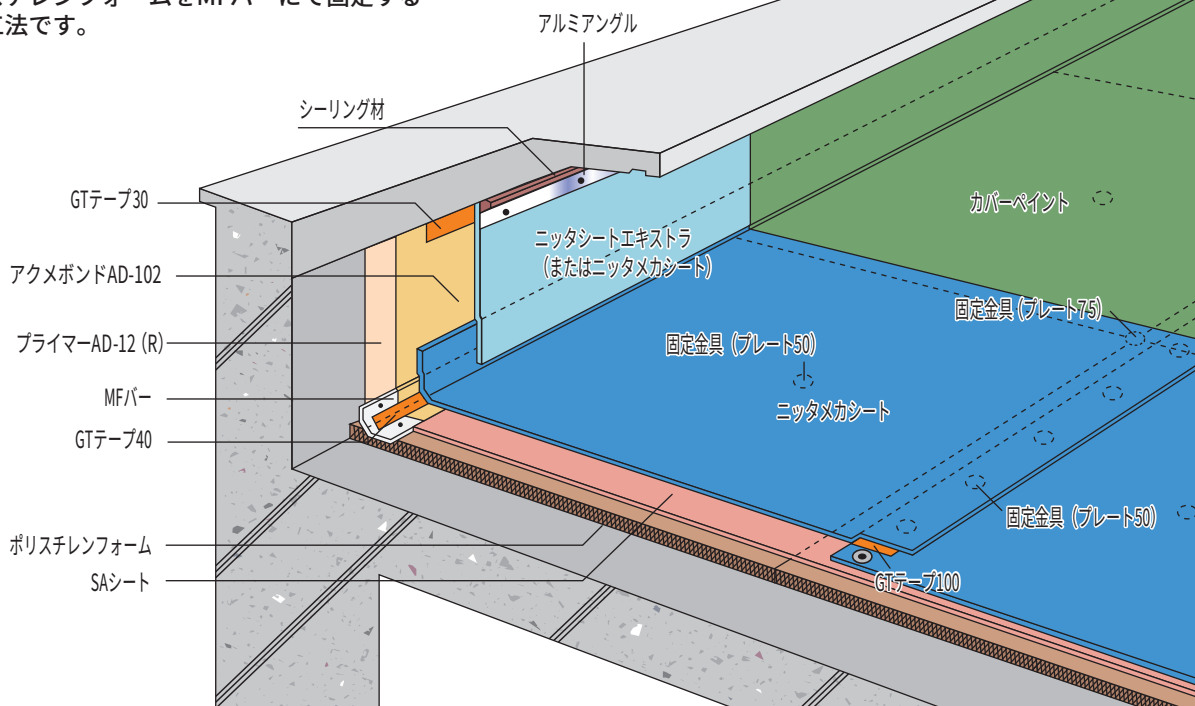 工法です。
アルミアングル
シーリング材
GTテープ30
カバーペイント
ニッタシートエキストラ
（またはニッタメカシート）
アクメボンドAD-102
固定金具（プレート75）
プライマーAD-12（R）
固定金具（プレート50）
MFバー
ニッタメカシート
GTテープ40
固定金具（プレート50）
ポリスチレンフォーム
GTテープ100
SAシート